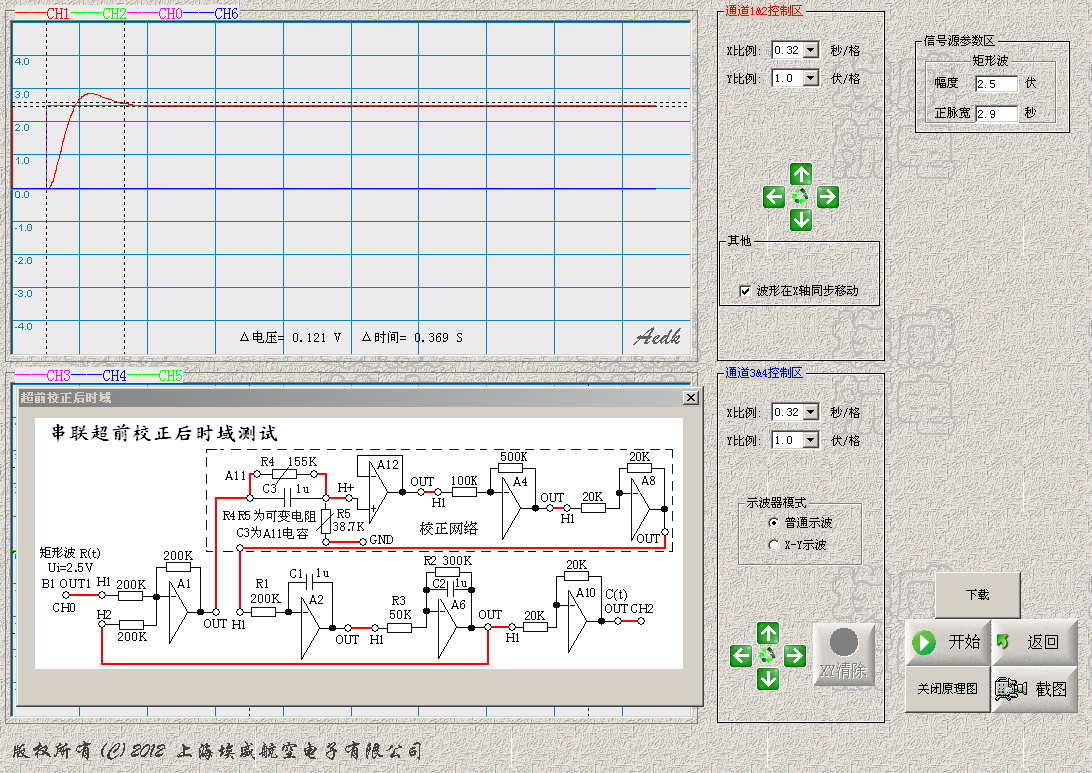 CH1 CH2 CH0 CH6
4.0
3.0
2.0
1.0
0.0
-1.0
-2.0
-3.0
-4.0
△电压= 0.121 V △时间= 0.369 S
Aedk
通道1&2控制区
X比例: 0.32 秒/格
Y比例: 1.0 伏/格
其他
波形在X轴同步移动
信号源参数区
矩形波
幅度 2.5 伏
正脉宽 2.9 秒
CH3 CH4 CH5
超前校正后时域
串联超前校正后时域测试
R4 155K
A11
C3 1u
H+
A12
R4 R5 为可变电阻
C3为A11电容
R5
38.7K
GND
OUT
H1
100K
500K
A4
OUT
H1
20K
20K
A8
OUT
校正网络
矩形波 R(t)
Ui=2.5V
B1 OUT1 H1
CH0
200K
H2
200K
200K
A1
OUT
H1
R1
200K
C1 1u
A2
OUT
H1
R3
50K
R2 300K
C2 1u
A6
OUT
H1
20K
20K
A10
C(t)
OUT CH2
通道3&4控制区
X比例: 0.32 秒/格
Y比例: 1.0 伏/格
示波器模式
普通示波
X-Y示波
XY清除
下载
开始
返回
关闭原理图
截图
版权所有 (C) 2012 上海埃威航空电子有限公司